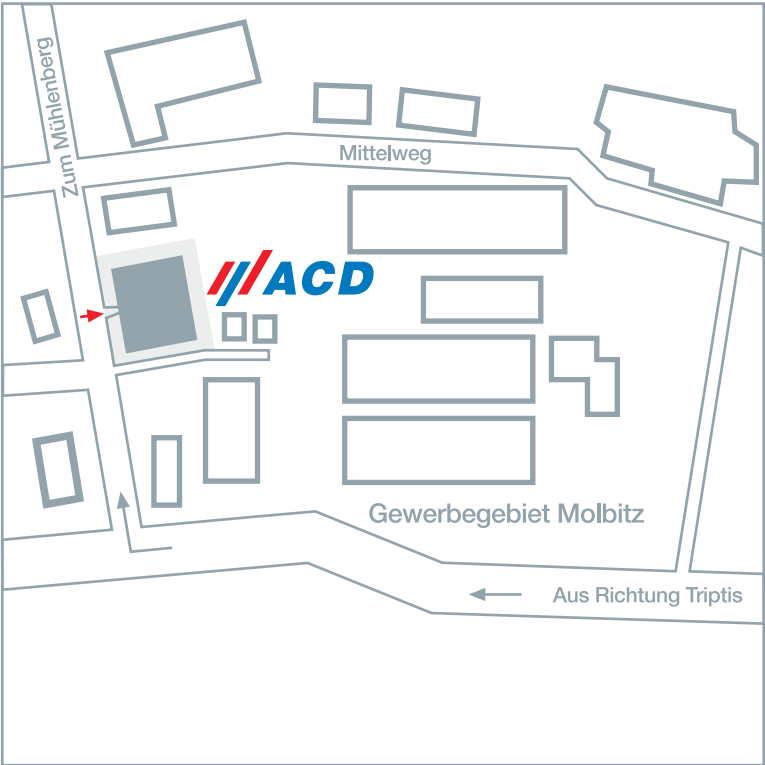 Zum Mühlenberg
Mittelweg
ACD
Gewerbegebiet Molbitz
Aus Richtung Triptis